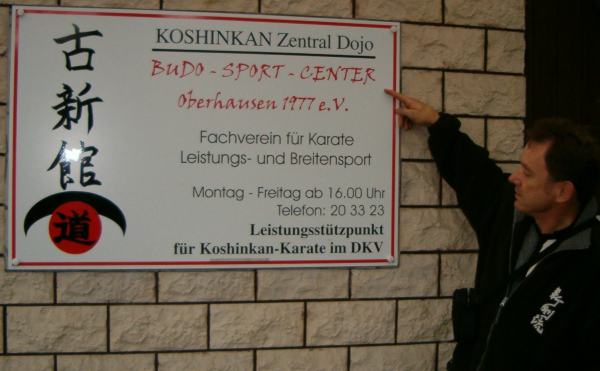 古新館
道
KOSHINKAN Zentral Dojo
BUDO - SPORT - CENTER
Oberhausen 1977 e.V.
Fachverein für Karate
Leistungs- und Breitensport
Montag - Freitag ab 16.00 Uhr
Telefon: 20 33 23
Leistungsstützpunkt
für Koshinkan-Karate im DKV